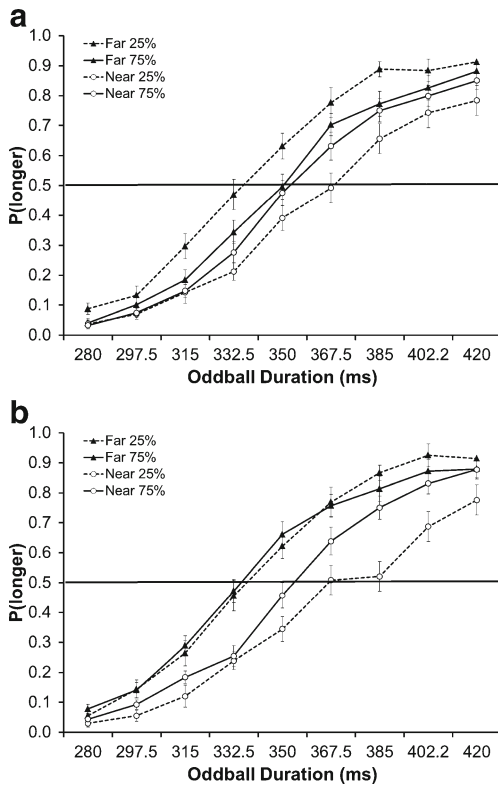 a
Far 25%
Far 75%
Near 25%
Near 75%
P(longer)
1.0
0.9
0.8
0.7
0.6
0.5
0.4
0.3
0.2
0.1
0.0
280 297.5 315 332.5 350 367.5 385 402.2 420
Oddball Duration (ms)
b
Far 25%
Far 75%
Near 25%
Near 75%
P(longer)
1.0
0.9
0.8
0.7
0.6
0.5
0.4
0.3
0.2
0.1
0.0
280 297.5 315 332.5 350 367.5 385 402.2 420
Oddball Duration (ms)